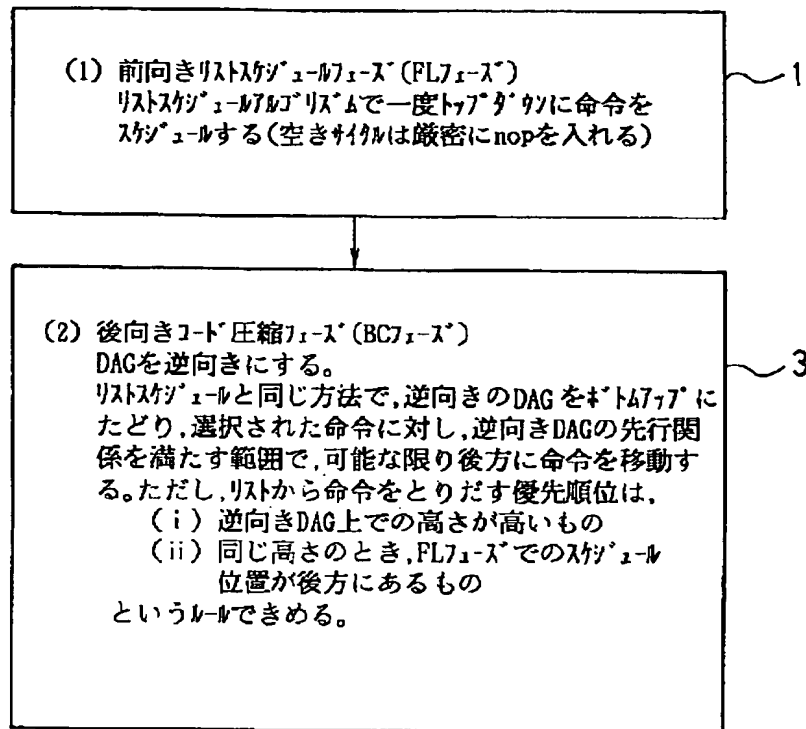 (1) 前向きﾘｽﾄｽｹｼﾞｭｰﾙﾌｪｰｽﾞ(FLﾌｪｰｽﾞ)
ﾘｽﾄｽｹｼﾞｭｰﾙｱﾙｺﾞﾘｽﾞﾑで一度ﾄｯﾌﾟﾀﾞｳﾝに命令を
ｽｹｼﾞｭｰﾙする(空きｻｲｸﾙは厳密にnopを入れる)
1
(2) 後向きｺｰﾄﾞ圧縮ﾌｪｰｽﾞ(BCﾌｪｰｽﾞ)
DAGを逆向きにする。
ﾘｽﾄｽｹｼﾞｭｰﾙと同じ方法で,逆向きのDAGをﾎﾞﾄﾑｱｯﾌﾟに
たどり,選択された命令に対し,逆向きDAGの先行関
係を満たす範囲で,可能な限り後方に命令を移動す
る。ただし,ﾘｽﾄから命令をとりだす優先順位は,
(i) 逆向きDAG上での高さが高いもの
(ii) 同じ高さのとき,FLﾌｪｰｽﾞでのｽｹｼﾞｭｰﾙ
位置が後方にあるもの
というﾙｰﾙできめる。
3